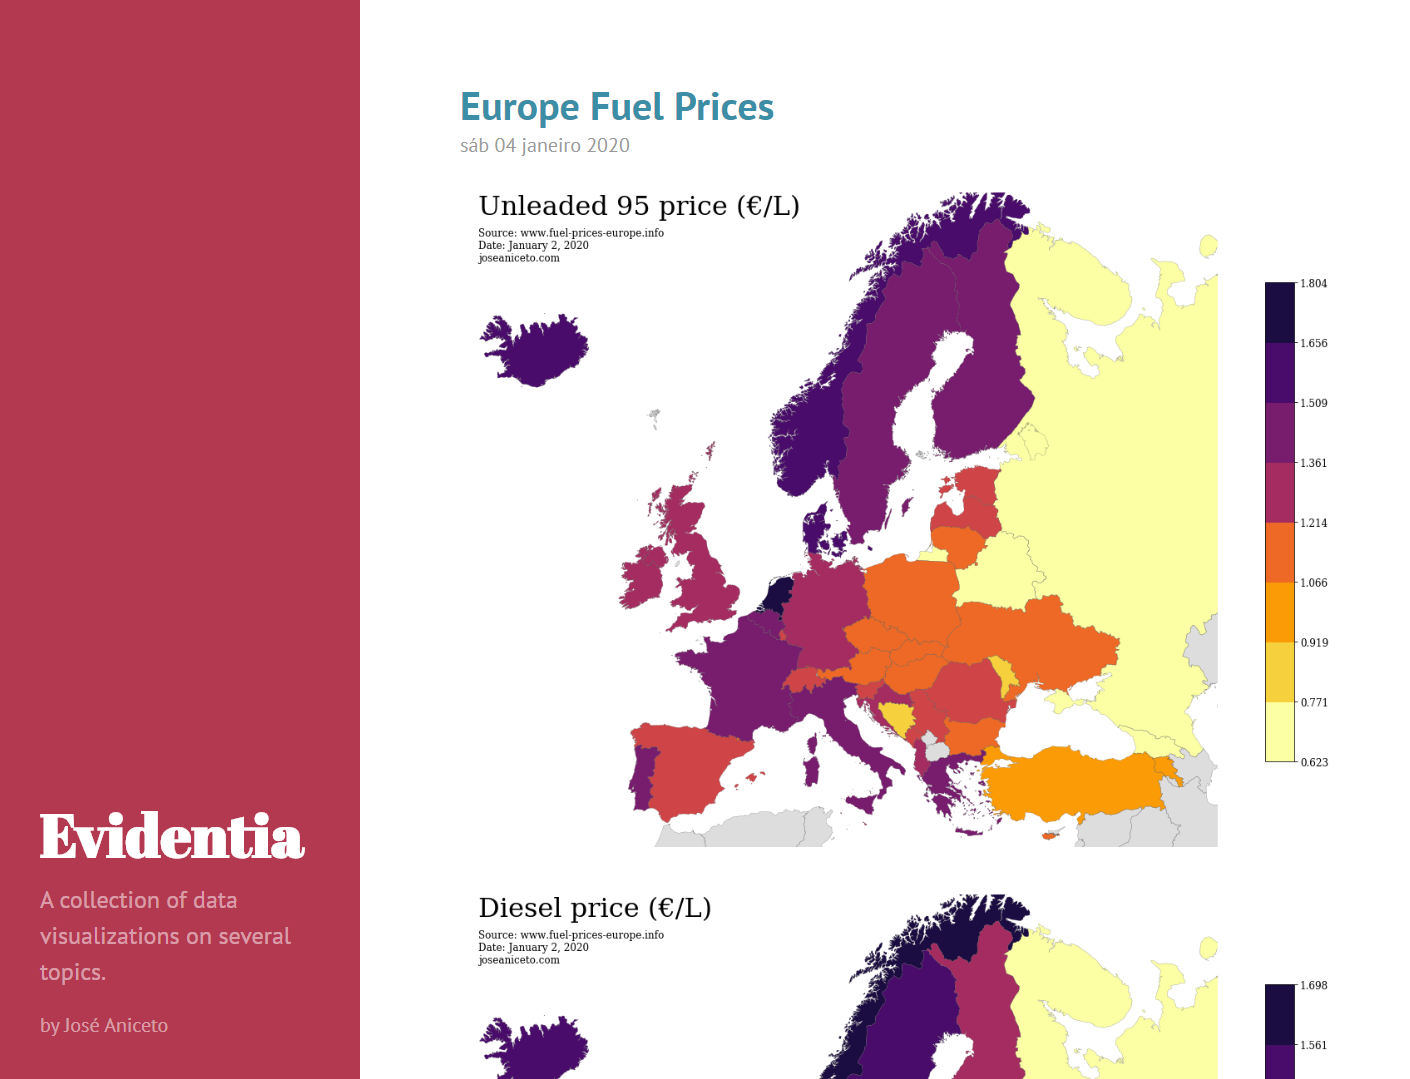 Europe Fuel Prices
sáb 04 janeiro 2020
Unleaded 95 price (€/L)
Source: www.fuel-prices-europe.info
Date: January 2, 2020
joseaniceto.com
1.804
1.656
1.509
1.361
1.214
1.066
0.919
0.771
0.623
Evidentia
A collection of data
visualizations on several
topics.
by José Aniceto
Diesel price (€/L)
Source: www.fuel-prices-europe.info
Date: January 2, 2020
joseaniceto.com
1.698
1.561